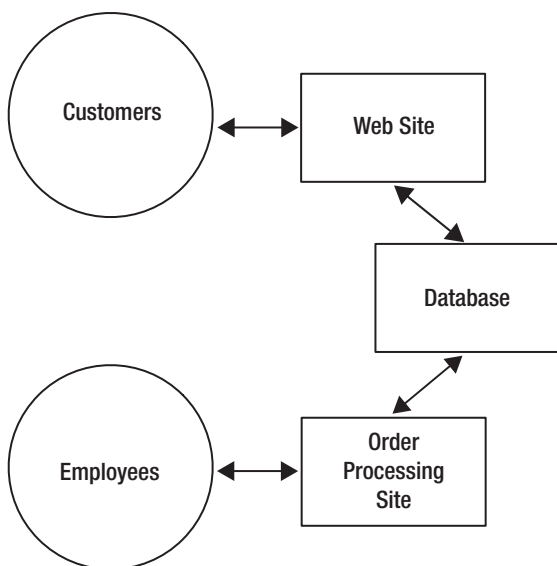 Customers
Web Site
Database
Employees
Order
Processing
Site